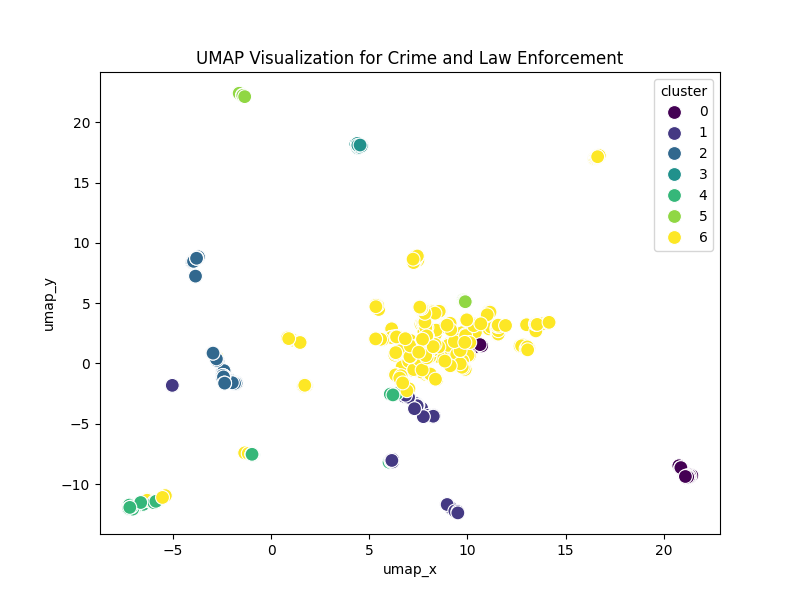 UMAP Visualization for Crime and Law Enforcement
cluster
0
1
2
3
4
5
6
20
15
10
5
0
−5
−10
umap_y
−5 0 5 10 15 20
umap_x